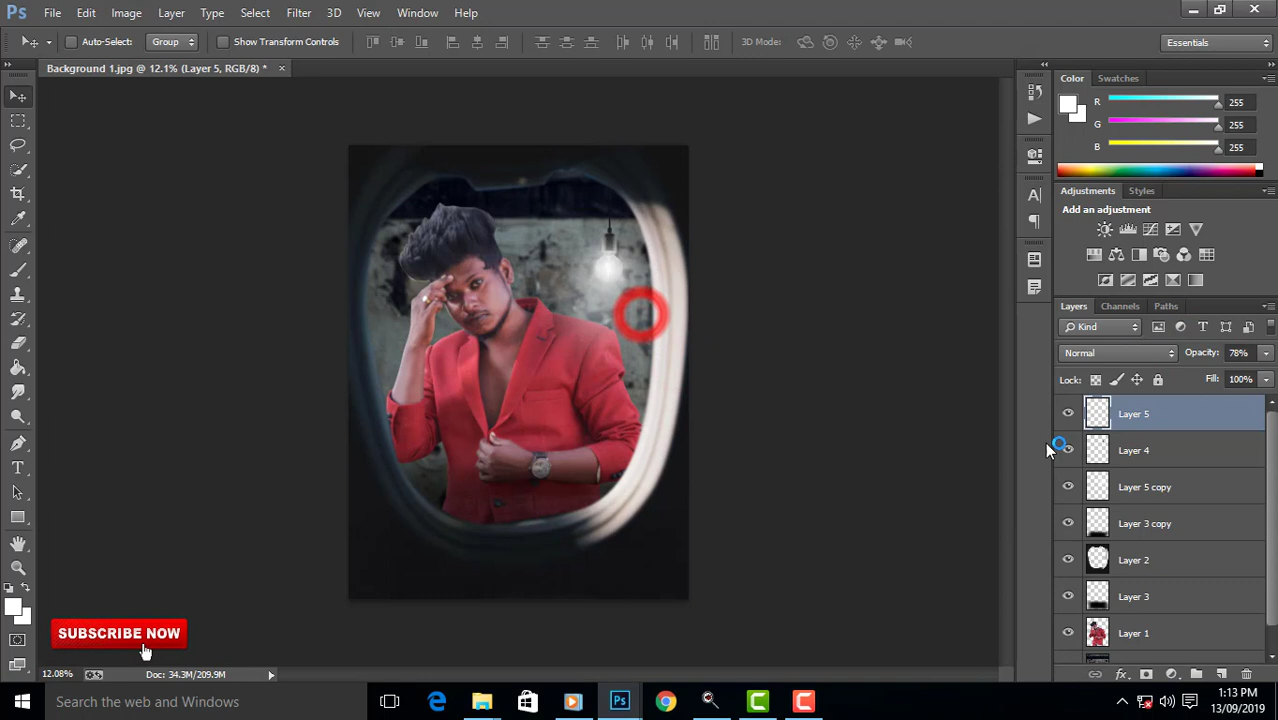 Ps File Edit Image Layer Type Select Filter 3D View Window Help
Auto-Select: Group Show Transform Controls 3D Mode: Essentials
Background 1.jpg @ 12.1% (Layer 5, RGB/8) * ×
Color Swatches
R 255
G 255
B 255
Adjustments Styles
Add an adjustment
Layers Channels Paths
Kind
Normal Opacity: 78%
Lock: Fill: 100%
Layer 5
Layer 4
Layer 5 copy
Layer 3 copy
Layer 2
Layer 3
Layer 1
SUBSCRIBE NOW
12.08% Doc: 34.3M/209.9M
Search the web and Windows
1:13 PM
13/09/2019